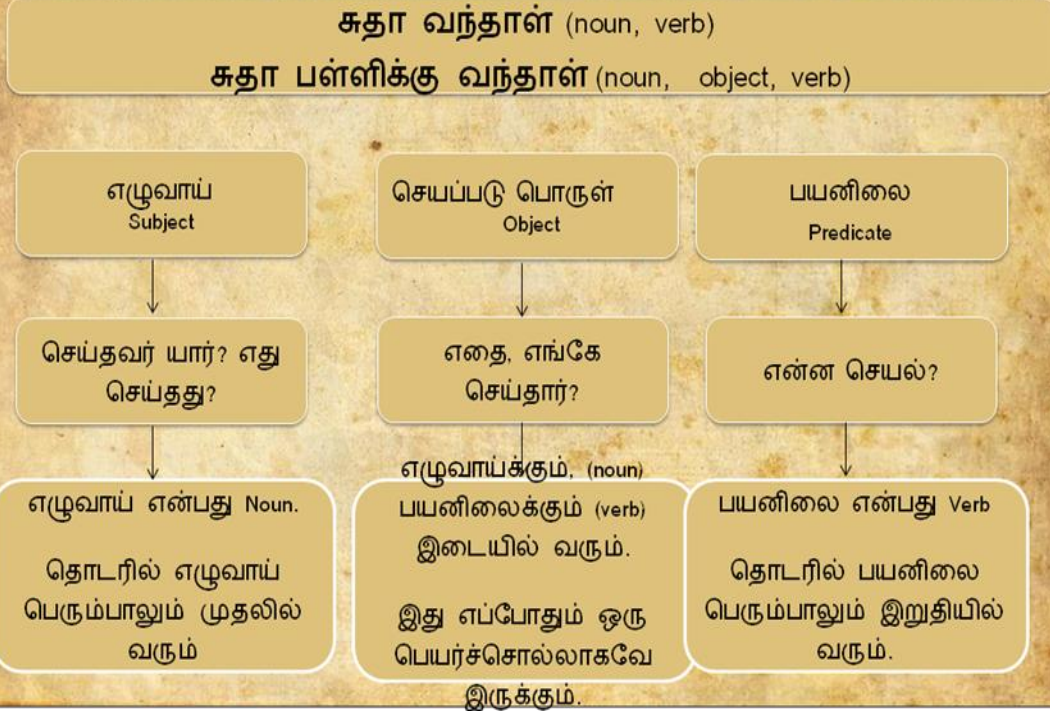 சுதா வந்தாள் (noun, verb)
சுதா பள்ளிக்கு வந்தாள் (noun, object, verb)
எழுவாய்
Subject
செயப்படு பொருள்
Object
பயனிலை
Predicate
செய்தவர் யார்? எது
செய்தது?
எதை, எங்கே
செய்தார்?
என்ன செயல்?
எழுவாய் என்பது Noun.
தொடரில் எழுவாய்
பெரும்பாலும் முதலில்
வரும்
எழுவாய்க்கும், (noun)
பயனிலைக்கும் (verb)
இடையில் வரும்.
இது எப்போதும் ஒரு
பெயர்ச்சொல்லாகவே
இருக்கும்.
பயனிலை என்பது Verb
தொடரில் பயனிலை
பெரும்பாலும் இறுதியில்
வரும்.